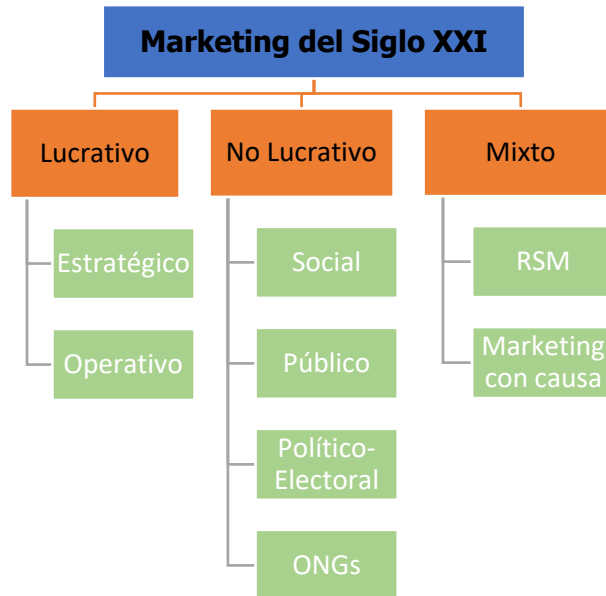 Marketing del Siglo XXI
Lucrativo
No Lucrativo
Mixto
Estratégico
Social
RSM
Operativo
Público
Marketing
con causa
Político-
Electoral
ONGs